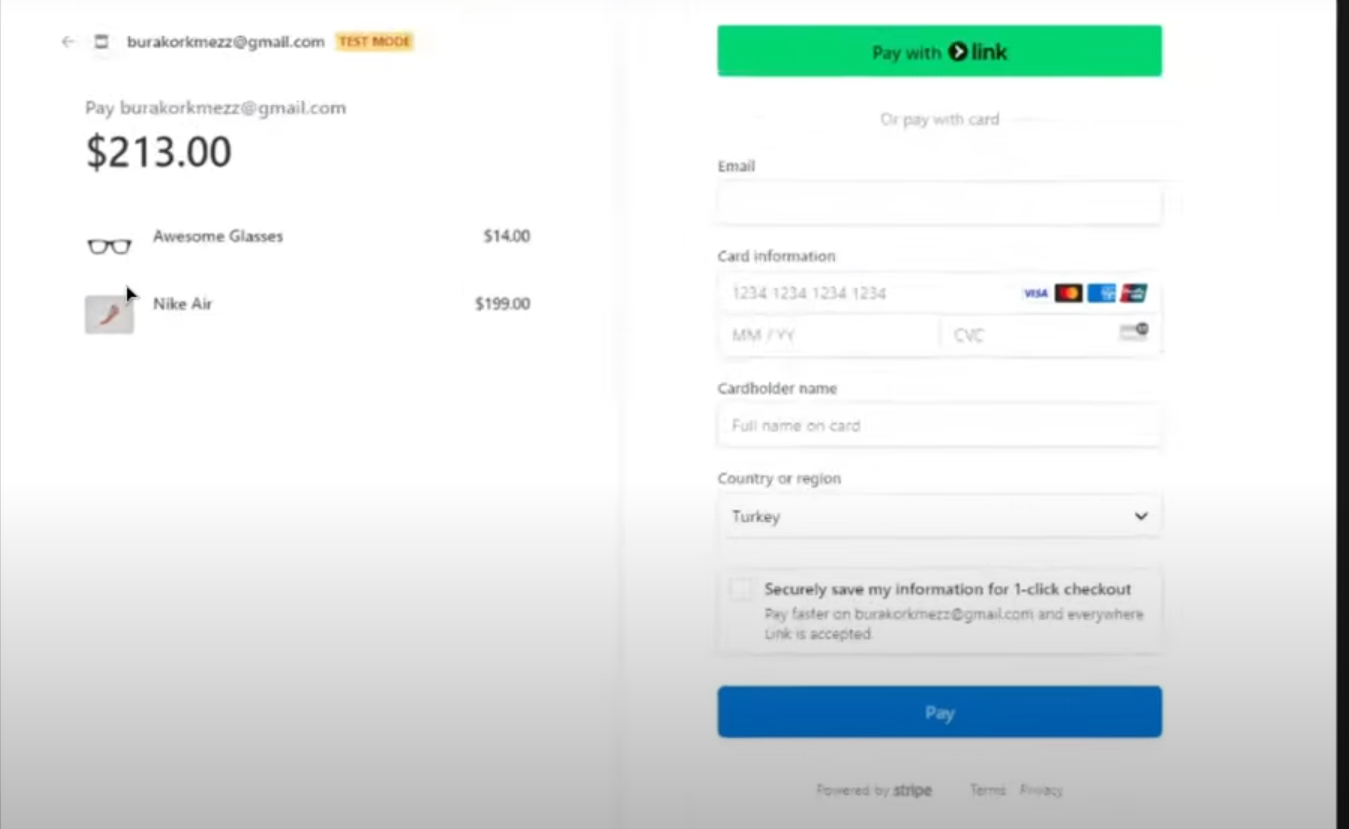 burakorkmezz@gmail.com TEST MODE
Pay burakorkmezz@gmail.com
$213.00
Awesome Glasses $14.00
Nike Air $199.00
Pay with link
Or pay with card
Email
Card information
1234 1234 1234 1234 VISA
MM / YY CVC
Cardholder name
Full name on card
Country or region
Turkey
Securely save my information for 1-click checkout
Pay faster on burakorkmezz@gmail.com and everywhere
Link is accepted.
Pay
Powered by stripe Terms Privacy